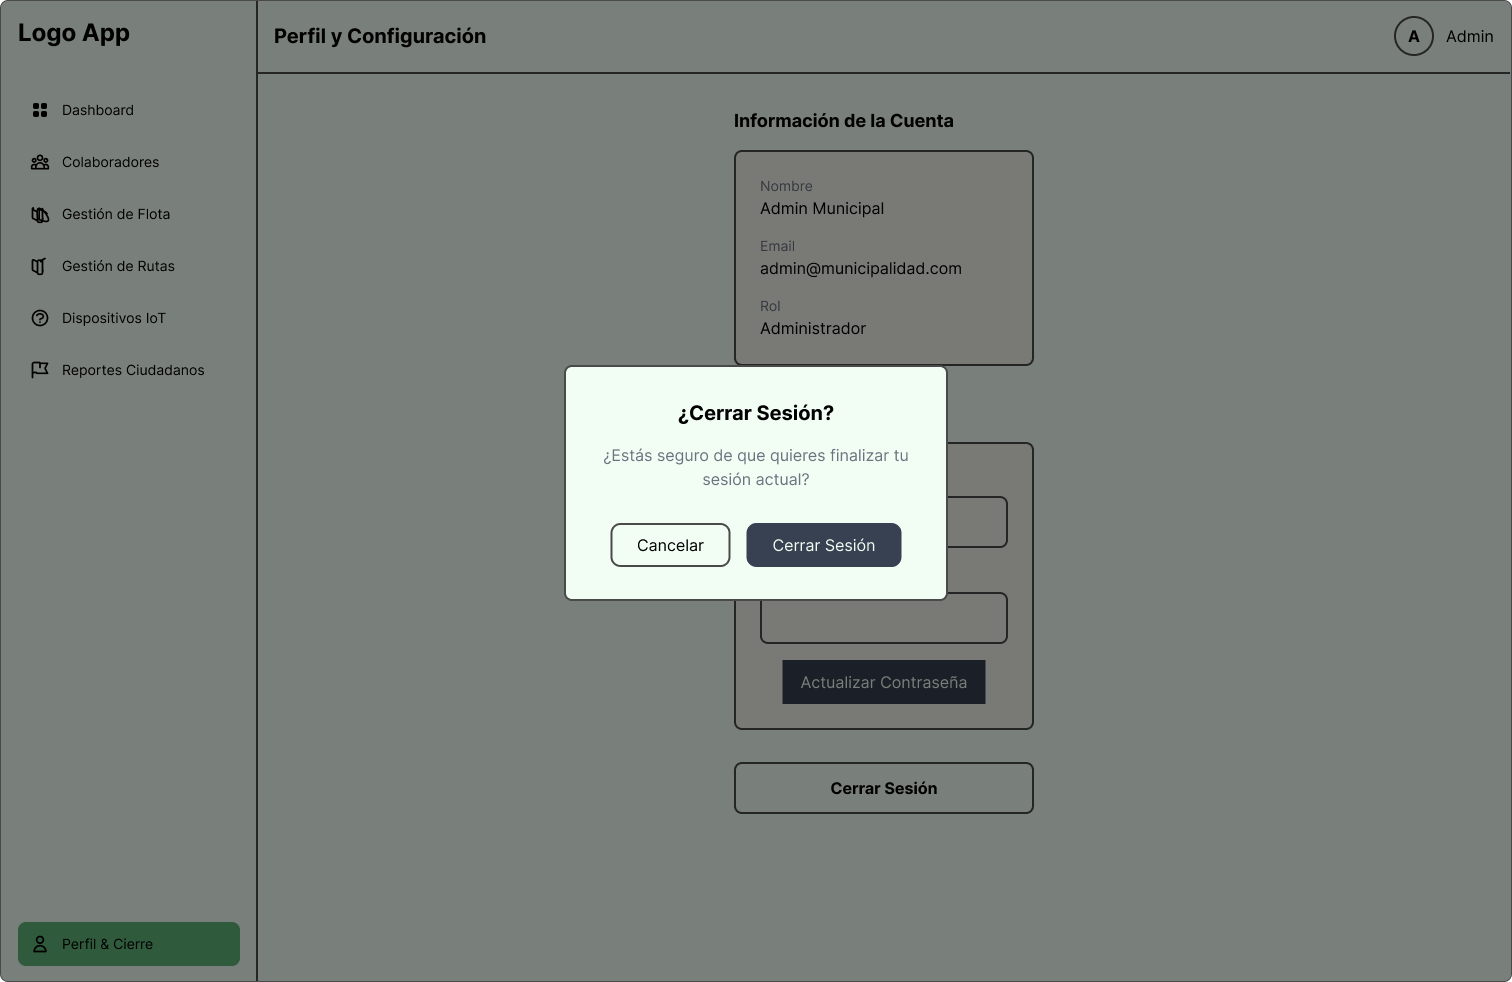 Logo App
Perfil y Configuración
A
Admin
Dashboard
Colaboradores
Gestión de Flota
Gestión de Rutas
Dispositivos IoT
Reportes Ciudadanos
Perfil & Cierre
Información de la Cuenta
Nombre
Admin Municipal
Email
admin@municipalidad.com
Rol
Administrador
¿Cerrar Sesión?
¿Estás seguro de que quieres finalizar tu
sesión actual?
Cancelar
Cerrar Sesión
Actualizar Contraseña
Cerrar Sesión